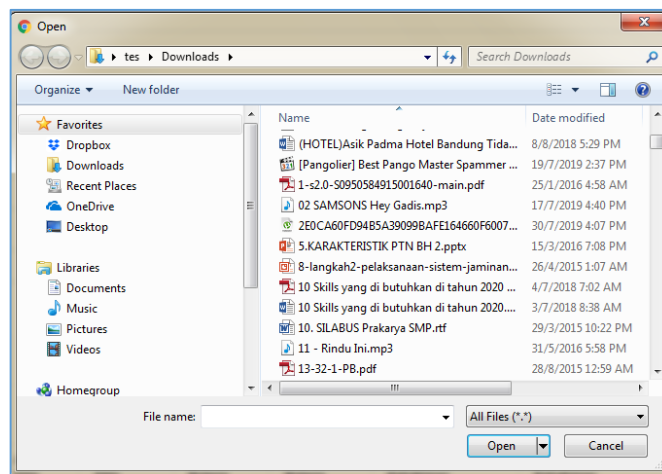 Open
tes Downloads
Search Downloads
Organize New folder
Favorites
Dropbox
Downloads
Recent Places
OneDrive
Desktop
Libraries
Documents
Music
Pictures
Videos
Homegroup
Name Date modified
(HOTEL)Asik Padma Hotel Bandung Tida... 8/8/2018 5:29 PM
[Pangolier] Best Pango Master Spammer ... 19/7/2019 2:37 PM
1-s2.0-S0950584915001640-main.pdf 25/1/2016 4:58 AM
02 SAMSONS Hey Gadis.mp3 17/7/2019 4:40 PM
2E0CA60FD94B5A39099BAFE164660F6007... 30/7/2019 4:07 PM
5.KARAKTERISTIK PTN BH 2.pptx 15/3/2016 7:08 PM
8-langkah2-pelaksanaan-sistem-jaminan... 26/4/2015 1:07 AM
10 Skills yang di butuhkan di tahun 2020 ... 4/7/2018 7:02 AM
10 Skills yang di butuhkan di tahun 2020.... 3/7/2018 8:38 AM
10. SILABUS Prakarya SMP.rtf 29/3/2015 10:22 PM
11 - Rindu Ini.mp3 31/5/2016 5:58 PM
13-32-1-PB.pdf 28/8/2015 12:59 AM
File name: All Files (*.*)
Open Cancel